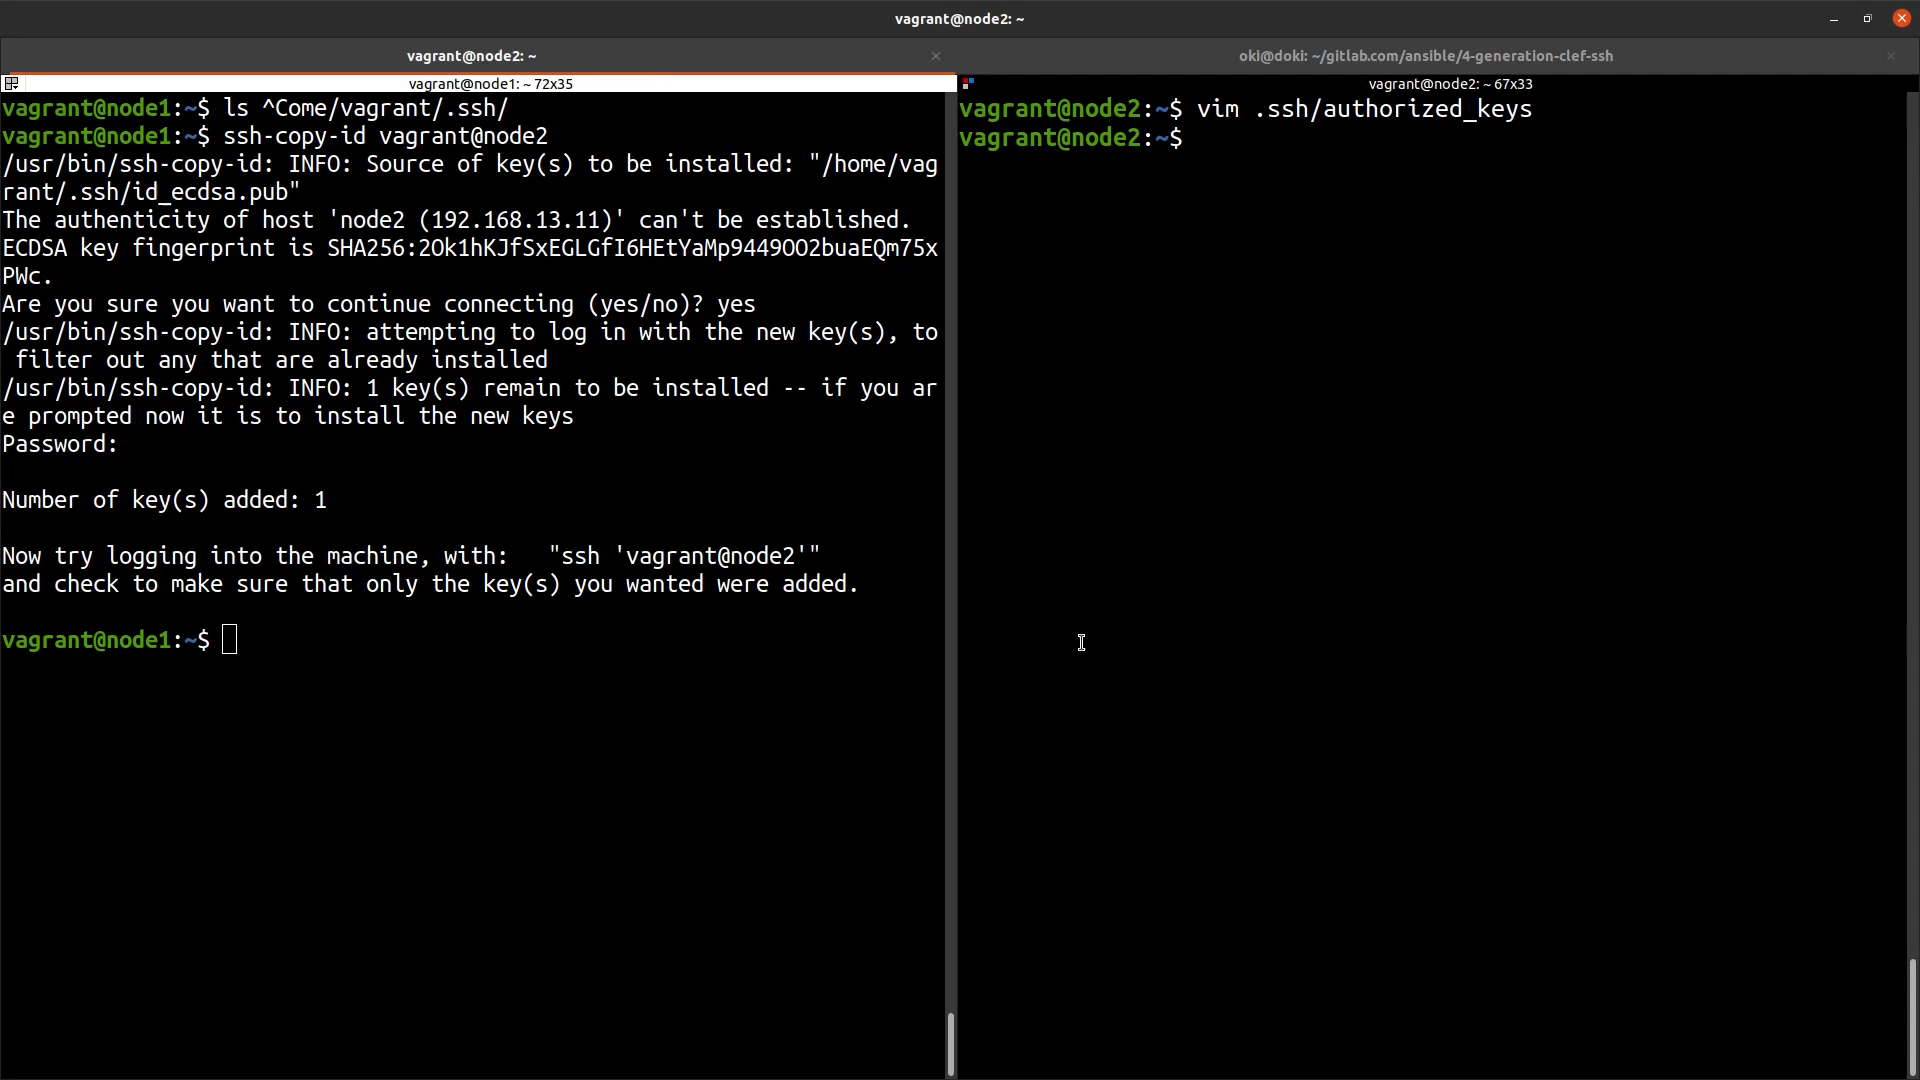 vagrant@node2: ~
vagrant@node2: ~
oki@doki: ~/gitlab.com/ansible/4-generation-clef-ssh
vagrant@node1: ~ 72x35
vagrant@node1:~$ ls ^Come/vagrant/.ssh/
vagrant@node1:~$ ssh-copy-id vagrant@node2
/usr/bin/ssh-copy-id: INFO: Source of key(s) to be installed: "/home/vag
rant/.ssh/id_ecdsa.pub"
The authenticity of host 'node2 (192.168.13.11)' can't be established.
ECDSA key fingerprint is SHA256:2Ok1hKJfSxEGLGfI6HEtYaMp9449OO2buaEQm75x
PWc.
Are you sure you want to continue connecting (yes/no)? yes
/usr/bin/ssh-copy-id: INFO: attempting to log in with the new key(s), to
 filter out any that are already installed
/usr/bin/ssh-copy-id: INFO: 1 key(s) remain to be installed -- if you ar
e prompted now it is to install the new keys
Password:
Number of key(s) added: 1
Now try logging into the machine, with:   "ssh 'vagrant@node2'"
and check to make sure that only the key(s) you wanted were added.
vagrant@node1:~$
vagrant@node2: ~ 67x33
vagrant@node2:~$ vim .ssh/authorized_keys
vagrant@node2:~$